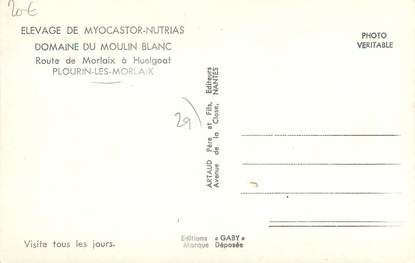 20€
ELEVAGE DE MYOCASTOR-NUTRIAS
DOMAINE DU MOULIN BLANC
Route de Morlaix à Huelgoat
PLOURIN-LES-MORLAIX
PHOTO
VERITABLE
29)
ARTAUD Père et Fils, Editeurs
Avenue de la Close, NANTES
Visite tous les jours.
Editions « GABY »
Marque Déposée